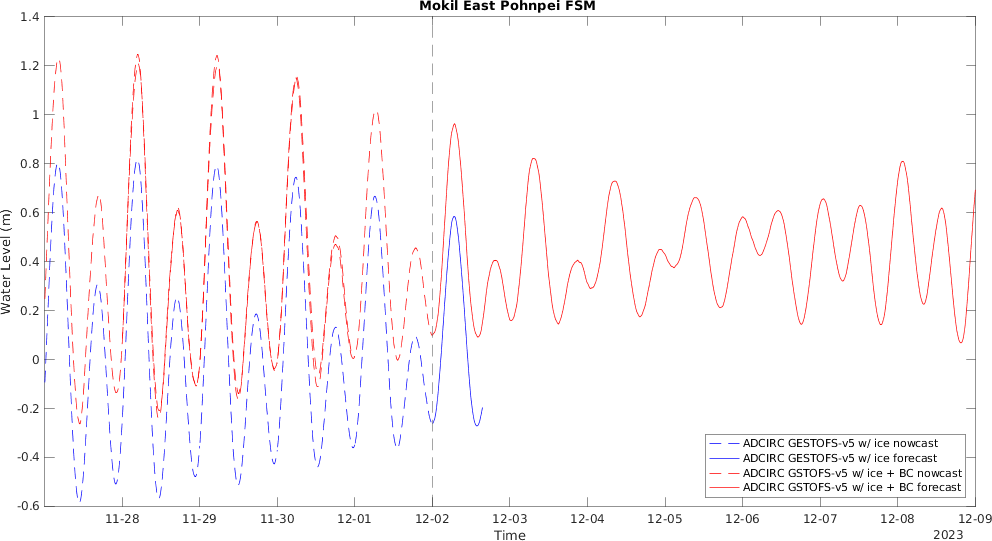 Mokil East Pohnpei FSM
1.4
1.2
1
0.8
0.6
0.4
0.2
0
-0.2
-0.4
-0.6
Water Level (m)
ADCIRC GESTOFS-v5 w/ ice nowcast
ADCIRC GESTOFS-v5 w/ ice forecast
ADCIRC GSTOFS-v5 w/ ice + BC nowcast
ADCIRC GSTOFS-v5 w/ ice + BC forecast
11-28 11-29 11-30 12-01 12-02 12-03 12-04 12-05 12-06 12-07 12-08 12-09
Time
2023